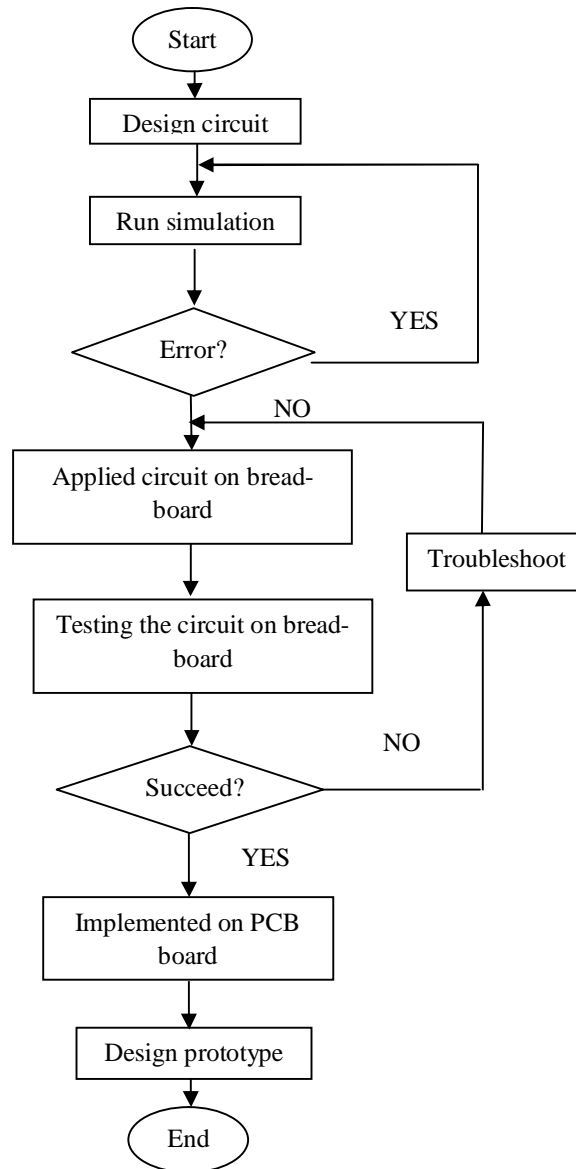 Start
Design circuit
Run simulation
YES
Error?
NO
Applied circuit on bread-
board
Troubleshoot
Testing the circuit on bread-
board
NO
Succeed?
YES
Implemented on PCB
board
Design prototype
End